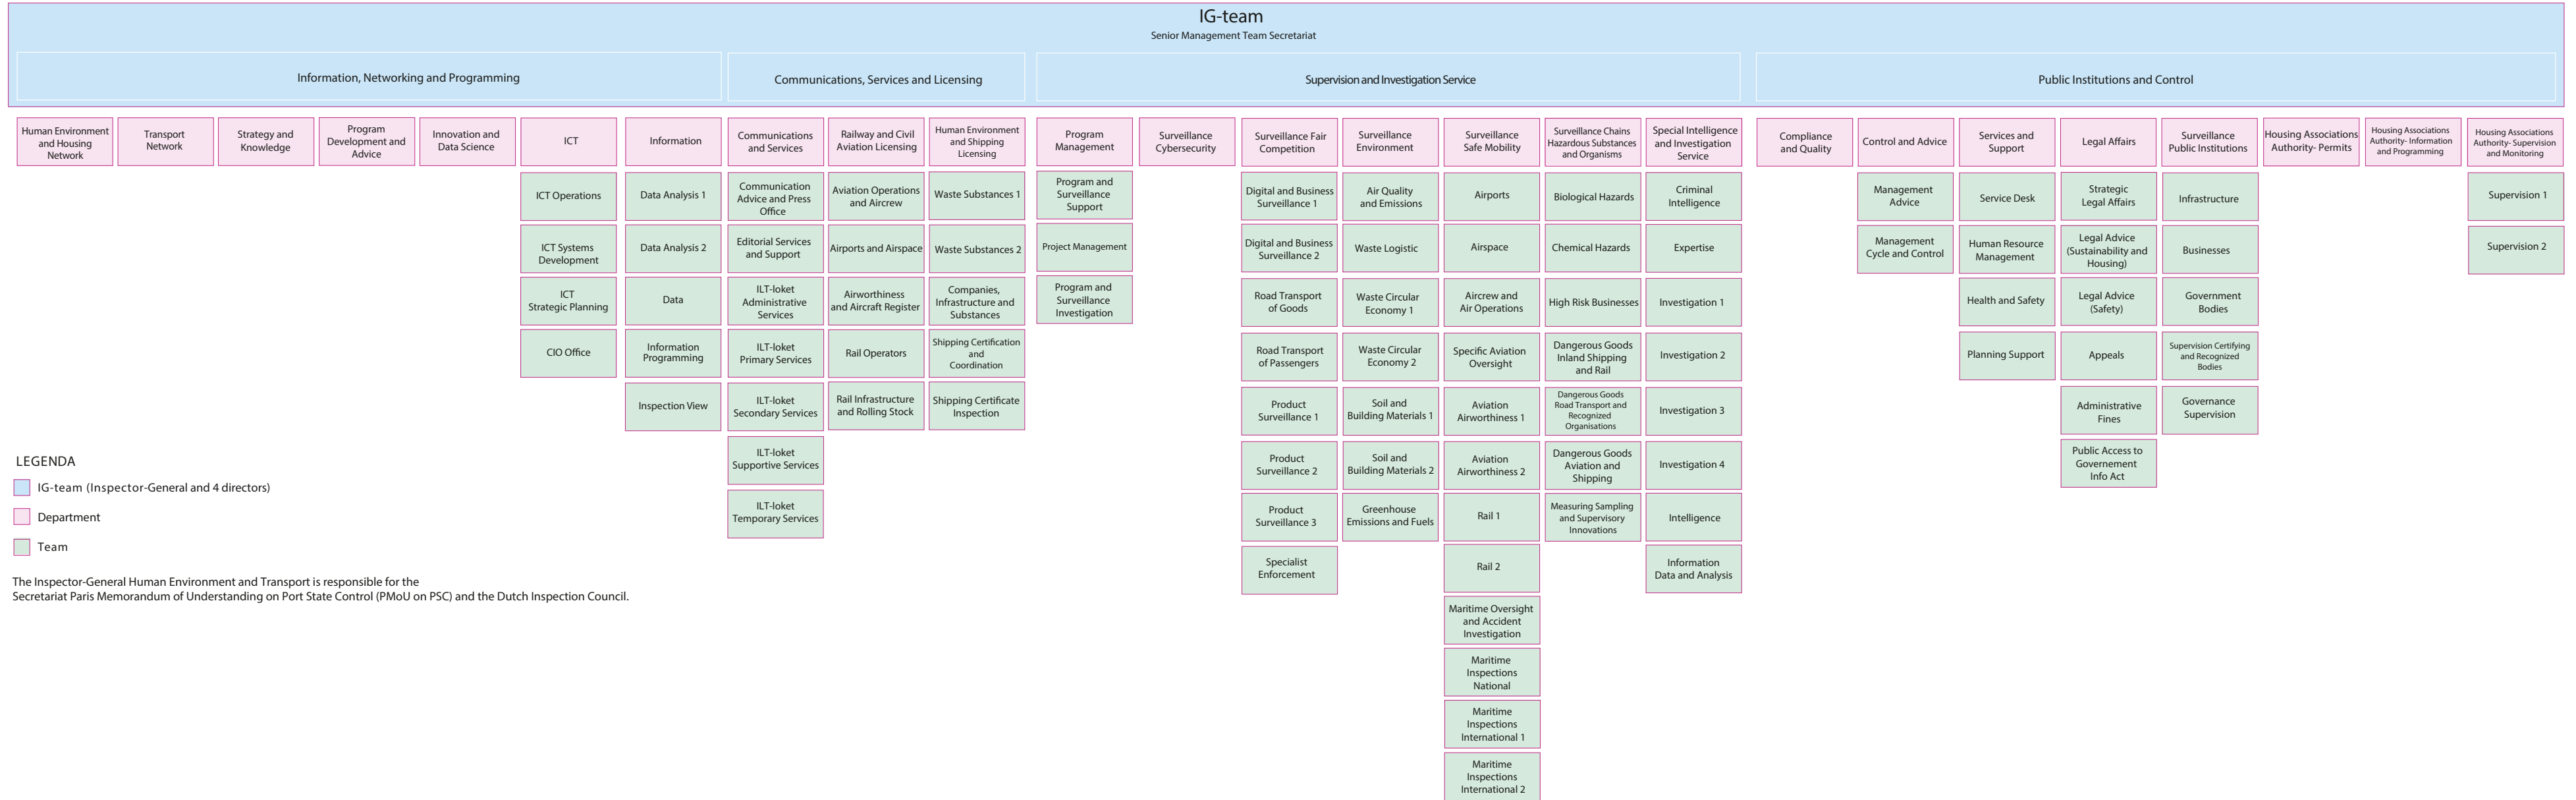 IG-team
Senior Management Team Secretariat
Information, Networking and Programming
Communications, Services and Licensing
Supervision and Investigation Service
Public Institutions and Control
Human Environment
and Housing
Network
Transport
Network
Strategy and
Knowledge
Program
Development and
Advice
Innovation and
Data Science
ICT
ICT Operations
ICT Systems
Development
ICT
Strategic Planning
CIO Office
Information
Data Analysis 1
Data Analysis 2
Data
Information
Programming
Inspection View
Communications
and Services
Communication
Advice and Press
Office
Editorial Services
and Support
ILT-loket
Administrative
Services
ILT-loket
Primary Services
ILT-loket
Secondary Services
ILT-loket
Supportive Services
ILT-loket
Temporary Services
Railway and Civil
Aviation Licensing
Aviation Operations
and Aircrew
Airports and Airspace
Airworthiness
and Aircraft Register
Rail Operators
Rail Infrastructure
and Rolling Stock
Human Environment
and Shipping
Licensing
Waste Substances 1
Waste Substances 2
Companies,
Infrastructure and
Substances
Shipping Certification
and
Coordination
Shipping Certificate
Inspection
Program
Management
Program and
Surveillance
Support
Project Management
Program and
Surveillance
Investigation
Surveillance
Cybersecurity
Surveillance Fair
Competition
Digital and Business
Surveillance 1
Digital and Business
Surveillance 2
Road Transport
of Goods
Road Transport
of Passengers
Product
Surveillance 1
Product
Surveillance 2
Product
Surveillance 3
Specialist
Enforcement
Surveillance
Environment
Air Quality
and Emissions
Waste Logistic
Waste Circular
Economy 1
Waste Circular
Economy 2
Soil and
Building Materials 1
Soil and
Building Materials 2
Greenhouse
Emissions and Fuels
Surveillance
Safe Mobility
Airports
Airspace
Aircrew and
Air Operations
Specific Aviation
Oversight
Aviation
Airworthiness 1
Aviation
Airworthiness 2
Rail 1
Rail 2
Maritime Oversight
and Accident
Investigation
Maritime
Inspections
National
Maritime
Inspections
International 1
Maritime
Inspections
International 2
Surveillance Chains
Hazardous Substances
and Organisms
Biological Hazards
Chemical Hazards
High Risk Businesses
Dangerous Goods
Inland Shipping
and Rail
Dangerous Goods
Road Transport and
Recognized
Organisations
Dangerous Goods
Aviation and
Shipping
Measuring Sampling
and Supervisory
Innovations
Special Intelligence
and Investigation
Service
Criminal
Intelligence
Expertise
Investigation 1
Investigation 2
Investigation 3
Investigation 4
Intelligence
Information
Data and Analysis
Compliance
and Quality
Control and Advice
Management
Advice
Management
Cycle and Control
Services and
Support
Service Desk
Human Resource
Management
Health and Safety
Planning Support
Legal Affairs
Strategic
Legal Affairs
Legal Advice
(Sustainability and
Housing)
Legal Advice
(Safety)
Appeals
Administrative
Fines
Public Access to
Governement
Info Act
Surveillance
Public Institutions
Infrastructure
Businesses
Government
Bodies
Supervision Certifying
and Recognized
Bodies
Governance
Supervision
Housing Associations
Authority- Permits
Housing Associations
Authority- Information
and Programming
Housing Associations
Authority- Supervision
and Monitoring
Supervision 1
Supervision 2
LEGENDA
IG-team (Inspector-General and 4 directors)
Department
Team
The Inspector-General Human Environment and Transport is responsible for the
Secretariat Paris Memorandum of Understanding on Port State Control (PMoU on PSC) and the Dutch Inspection Council.